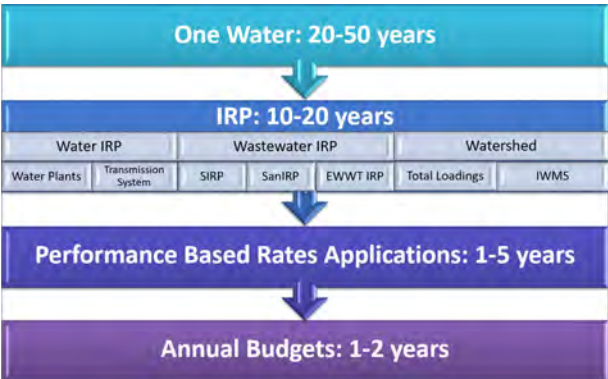 One Water: 20-50 years
IRP: 10-20 years
Water IRP Wastewater IRP Watershed
Water Plants Transmission System SIRP SanIRP EWWT IRP Total Loadings IWMS
Performance Based Rates Applications: 1-5 years
Annual Budgets: 1-2 years